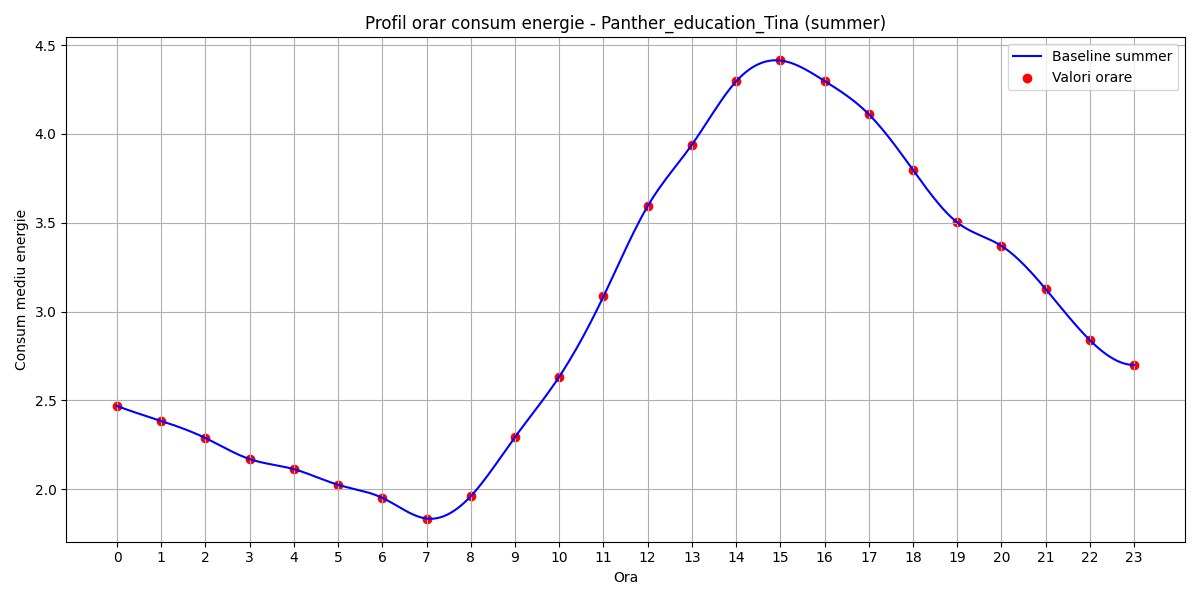 Profil orar consum energie - Panther_education_Tina (summer)
Baseline summer
Valori orare
Consum mediu energie
4.5
4.0
3.5
3.0
2.5
2.0
0 1 2 3 4 5 6 7 8 9 10 11 12 13 14 15 16 17 18 19 20 21 22 23
Ora